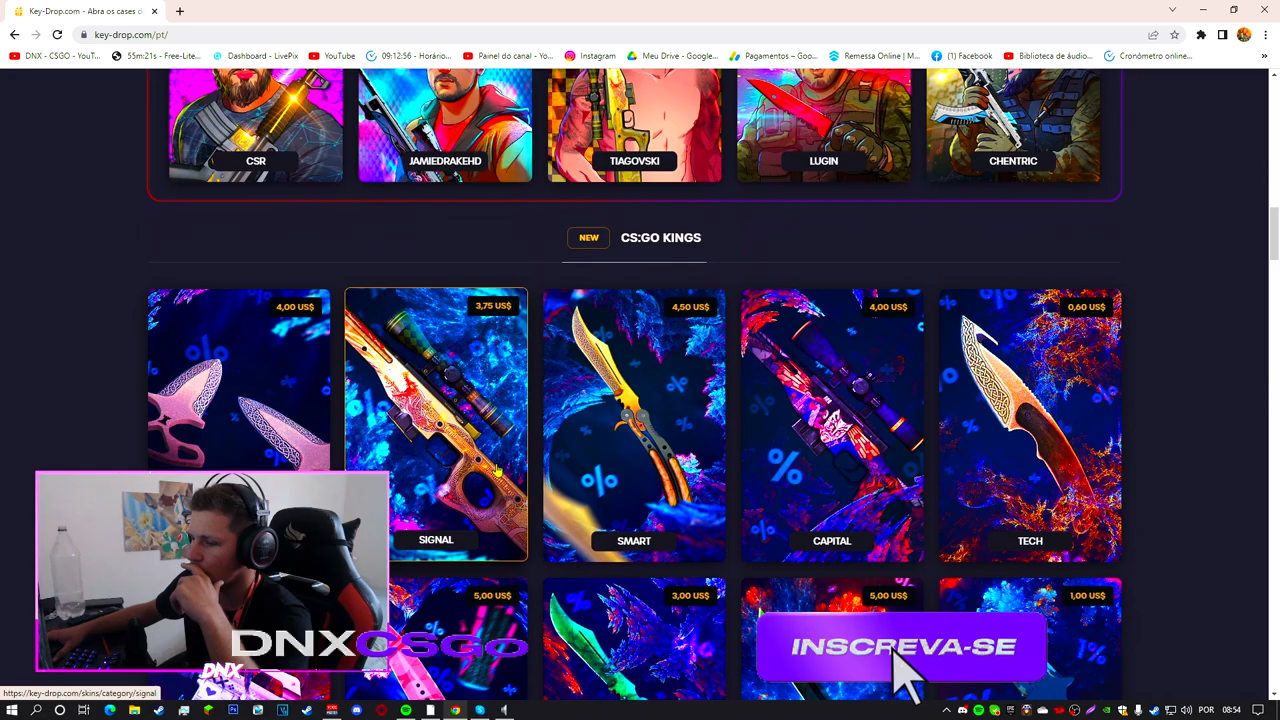 Key-Drop.com - Abra os cases d
key-drop.com/pt/
DNX - CSGO - YouT...
55m:21s - Free-Lite...
Dashboard - LivePix
YouTube
09:12:56 - Horário...
Painel do canal - Yo...
Instagram
Meu Drive - Google...
Pagamentos – Goo...
Remessa Online | M...
Facebook
Biblioteca de áudio...
Cronómetro online...
CSR
JAMIEDRAKEHD
TIAGOVSKI
LUGIN
CHENTRIC
NEW CS:GO KINGS
4,00 US$
3,75 US$
4,50 US$
4,00 US$
0,60 US$
SIGNAL
SMART
CAPITAL
TECH
5,00 US$
3,00 US$
5,00 US$
1,00 US$
DNXCSGO
DNX
INSCREVA-SE
https://key-drop.com/skins/category/signal
POR 08:54